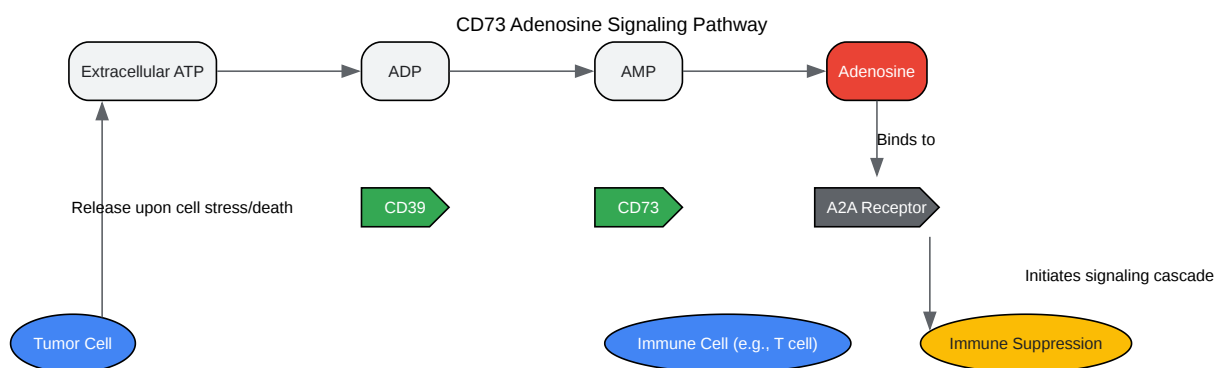 CD73 Adenosine Signaling Pathway
Extracellular ATP
ADP
AMP
Adenosine
Binds to
Release upon cell stress/death
CD39
CD73
A2A Receptor
Initiates signaling cascade
Tumor Cell
Immune Cell (e.g., T cell)
Immune Suppression